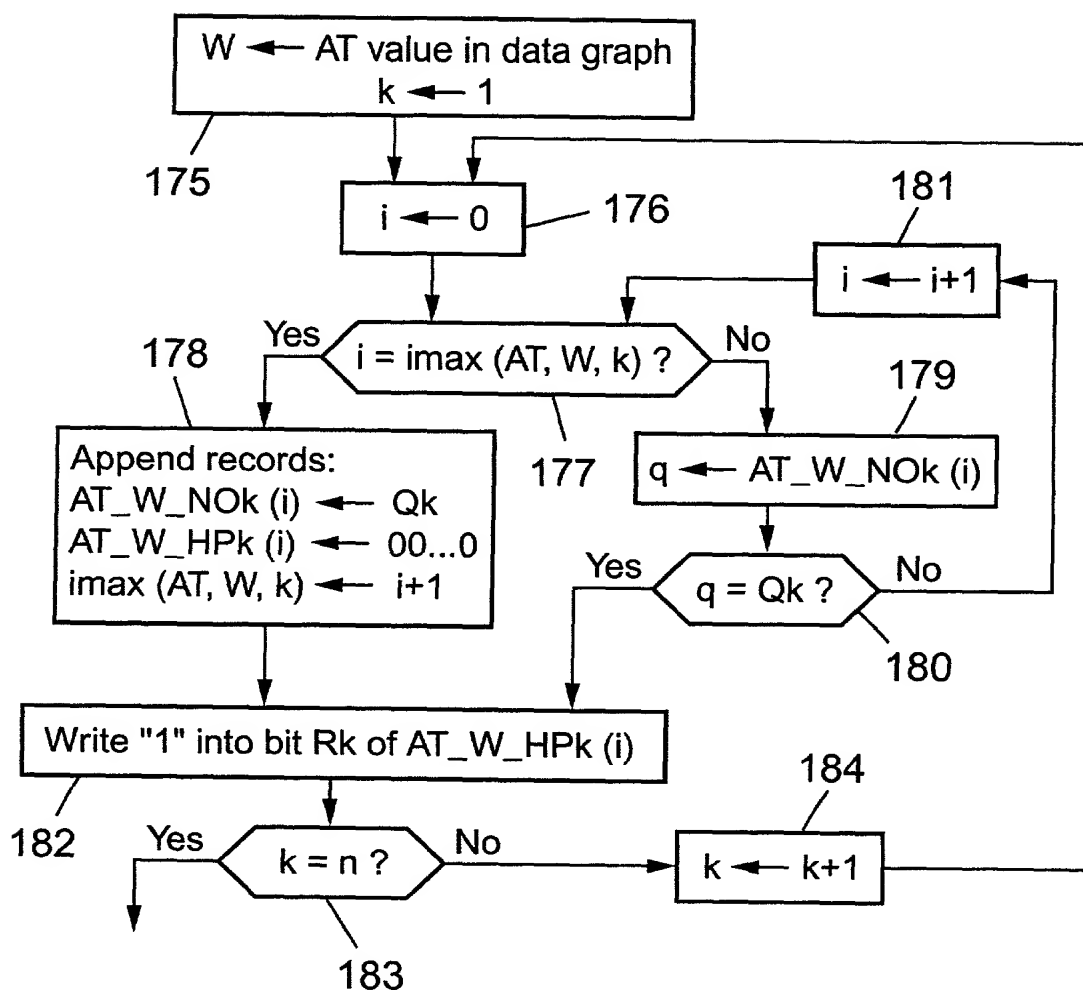 W ← AT value in data graph
k ← 1
175
i ← 0
176
181
i ← i+1
Yes
i = imax (AT, W, k) ?
No
178
177
179
Append records:
AT_W_NOk (i) ← Qk
AT_W_HPk (i) ← 00...0
imax (AT, W, k) ← i+1
q ← AT_W_NOk (i)
Yes
q = Qk ?
No
180
Write "1" into bit Rk of AT_W_HPk (i)
182
184
Yes
k = n ?
No
k ← k+1
183